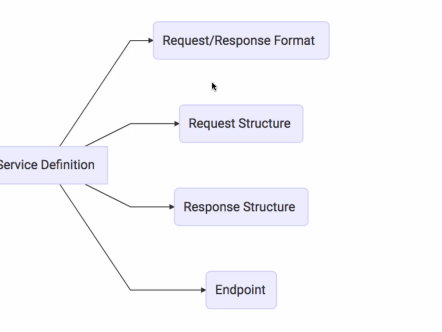 Request/Response Format
Request Structure
Service Definition
Response Structure
Endpoint